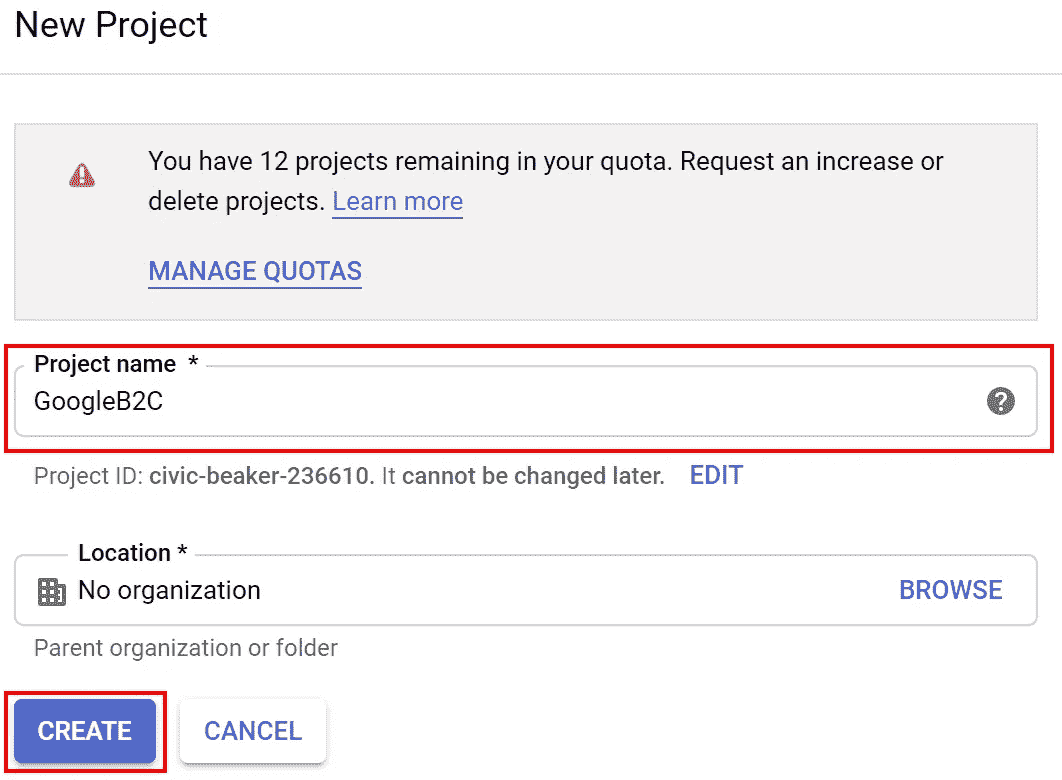 New Project
You have 12 projects remaining in your quota. Request an increase or
delete projects. Learn more
MANAGE QUOTAS
Project name *
GoogleB2C
Project ID: civic-beaker-236610. It cannot be changed later. EDIT
Location *
No organization BROWSE
Parent organization or folder
CREATE CANCEL